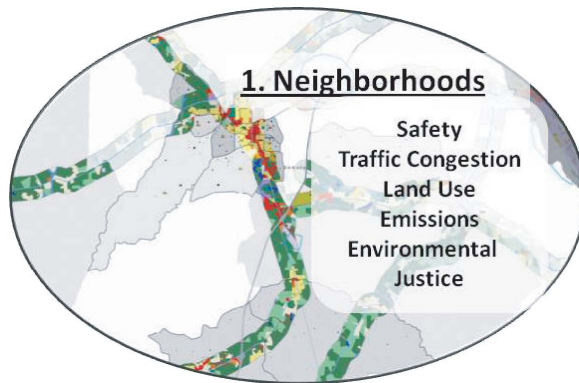 1. Neighborhoods
Safety
Traffic Congestion
Land Use
Emissions
Environmental
Justice